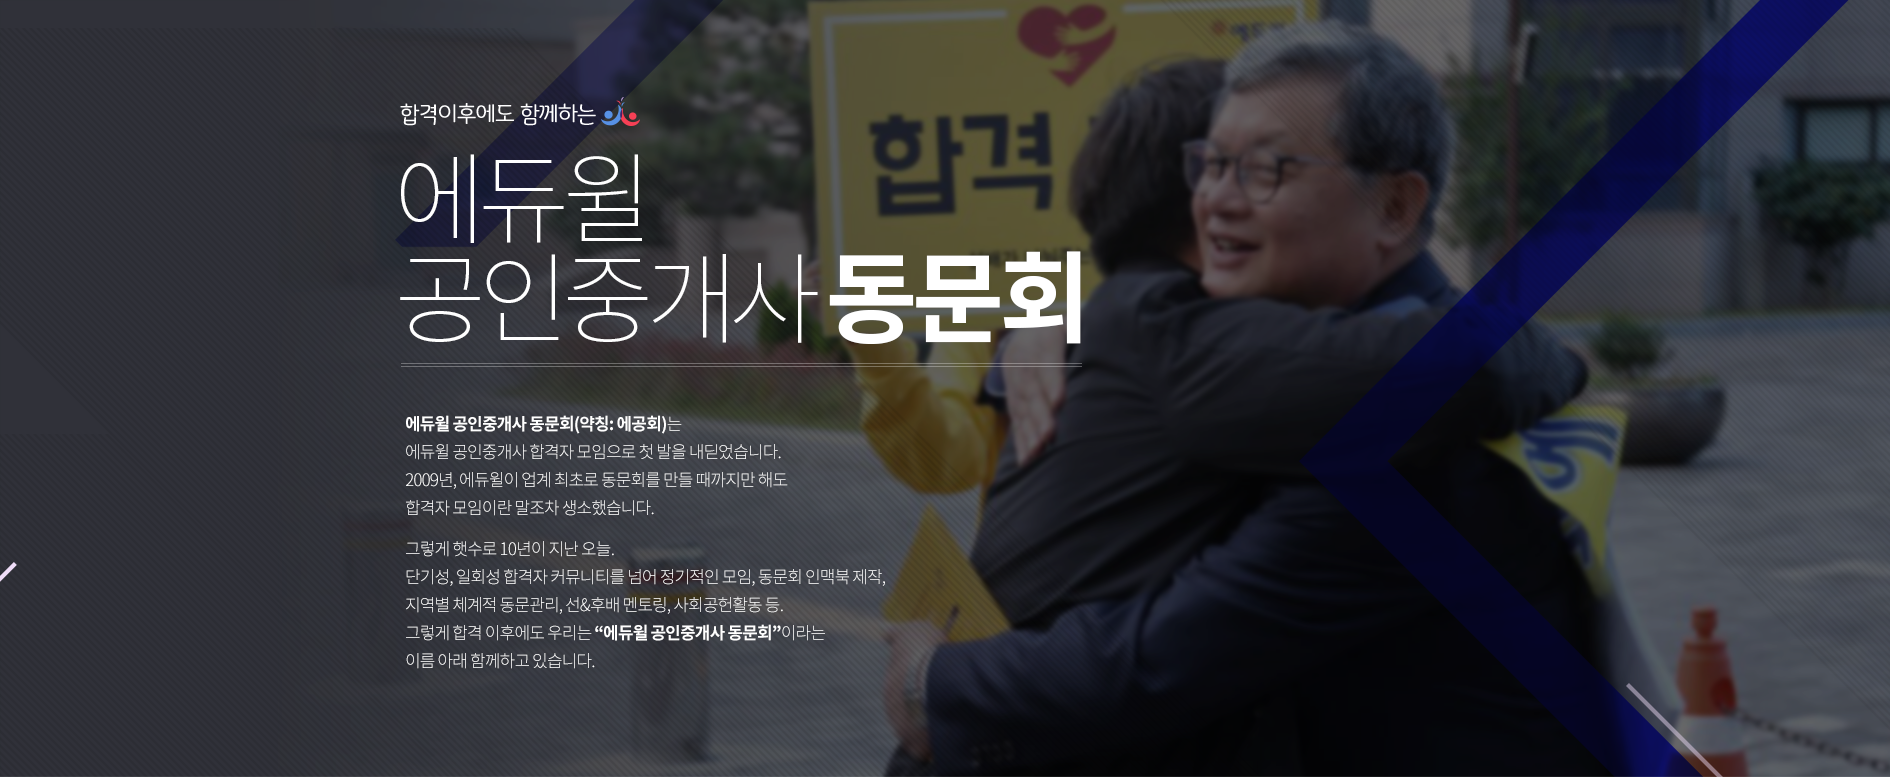 합격이후에도 함께하는
에듀윌
공인중개사 동문회
에듀윌 공인중개사 동문회(약칭: 에공회)는
에듀윌 공인중개사 합격자 모임으로 첫 발을 내딛었습니다.
2009년, 에듀윌이 업계 최초로 동문회를 만들 때까지만 해도
합격자 모임이란 말조차 생소했습니다.
그렇게 햇수로 10년이 지난 오늘.
단기성, 일회성 합격자 커뮤니티를 넘어 정기적인 모임, 동문회 인맥북 제작,
지역별 체계적 동문관리, 선&후배 멘토링, 사회공헌활동 등.
그렇게 합격 이후에도 우리는 “에듀윌 공인중개사 동문회”이라는
이름 아래 함께하고 있습니다.
에듀윌
합격